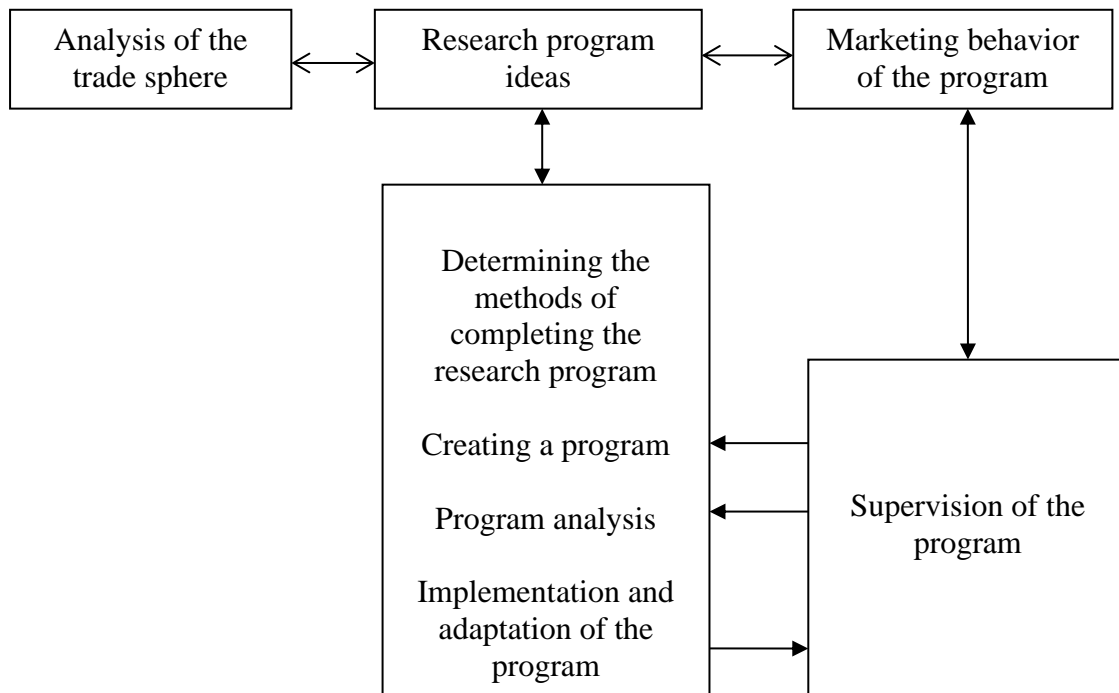 Analysis of the
trade sphere
Research program
ideas
Marketing behavior
of the program
Determining the
methods of
completing the
research program
Creating a program
Program analysis
Implementation and
adaptation of the
program
Supervision of the
program